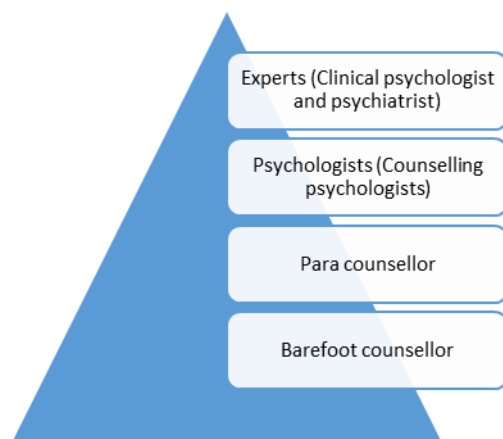 Experts (Clinical psychologist
and psychiatrist)
Psychologists (Counselling
psychologists)
Para counsellor
Barefoot counsellor